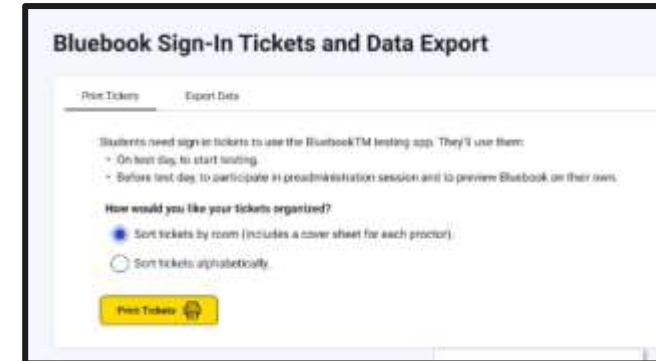 Bluebook Sign-In Tickets and Data Export
Print Tickets Export Data
Students need sign-in tickets to use the BluebookTM testing app. They'll use them:
• On test day, to start testing.
• Before test day, to participate in preadministration session and to preview Bluebook on their own.
How would you like your tickets organized?
Sort tickets by room (includes a cover sheet for each proctor).
Sort tickets alphabetically.
Print Tickets